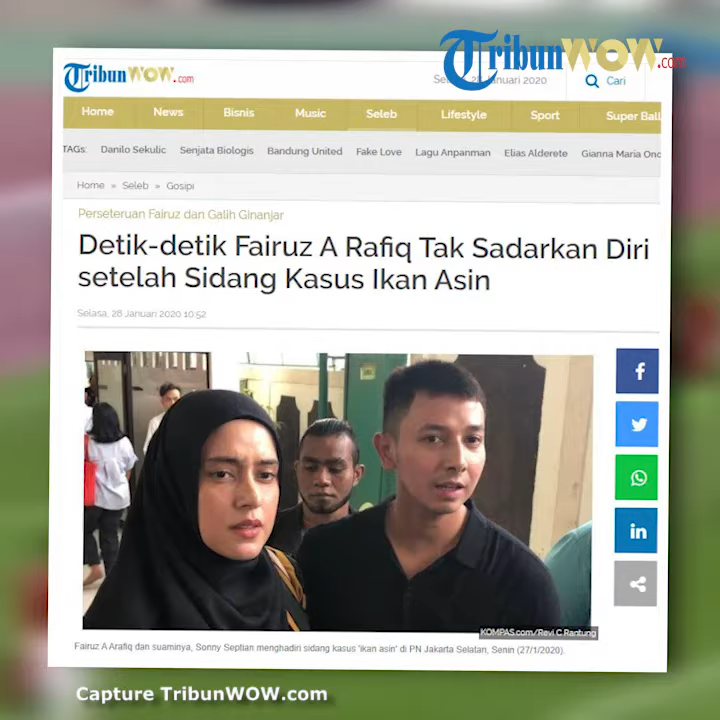 TribunWOW.com
TribunWOW.com
28 Januari 2020
Cari
Home News Bisnis Music Seleb Lifestyle Sport Super Ball
TAGs: Danilo Sekulic Senjata Biologis Bandung United Fake Love Lagu Anpanman Elias Alderete Gianna Maria
Home » Seleb » Gosipi
Perseteruan Fairuz dan Galih Ginanjar
Detik-detik Fairuz A Rafiq Tak Sadarkan Diri
setelah Sidang Kasus Ikan Asin
Selasa, 28 Januari 2020 10:52
f
in
KOMPAS.com/Revi C.Rantung
Fairuz A Arafiq dan suaminya, Sonny Septian menghadiri sidang kasus 'ikan asin' di PN Jakarta Selatan, Senin (27/1/2020).
Capture TribunWOW.com